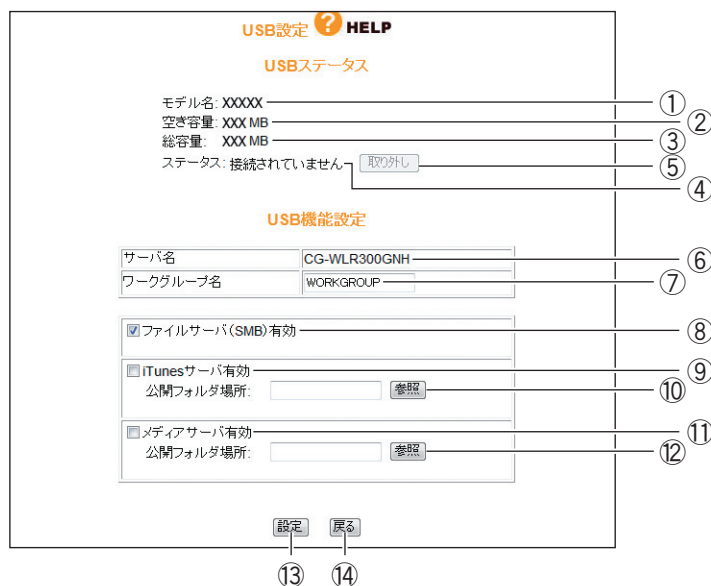 USB設定 ? HELP
USBステータス
モデル名: XXXXX ①
空き容量: XXX MB ②
総容量: XXX MB ③
ステータス: 接続されていません 取り外し ⑤
④
USB機能設定
サーバ名 CG-WLR300GNH ⑥
ワークグループ名 WORKGROUP ⑦
ファイルサーバ(SMB)有効 ⑧
iTunesサーバ有効 ⑨
公開フォルダ場所: 参照 ⑩
メディアサーバ有効 ⑪
公開フォルダ場所: 参照 ⑫
設定 戻る
⑬ ⑭